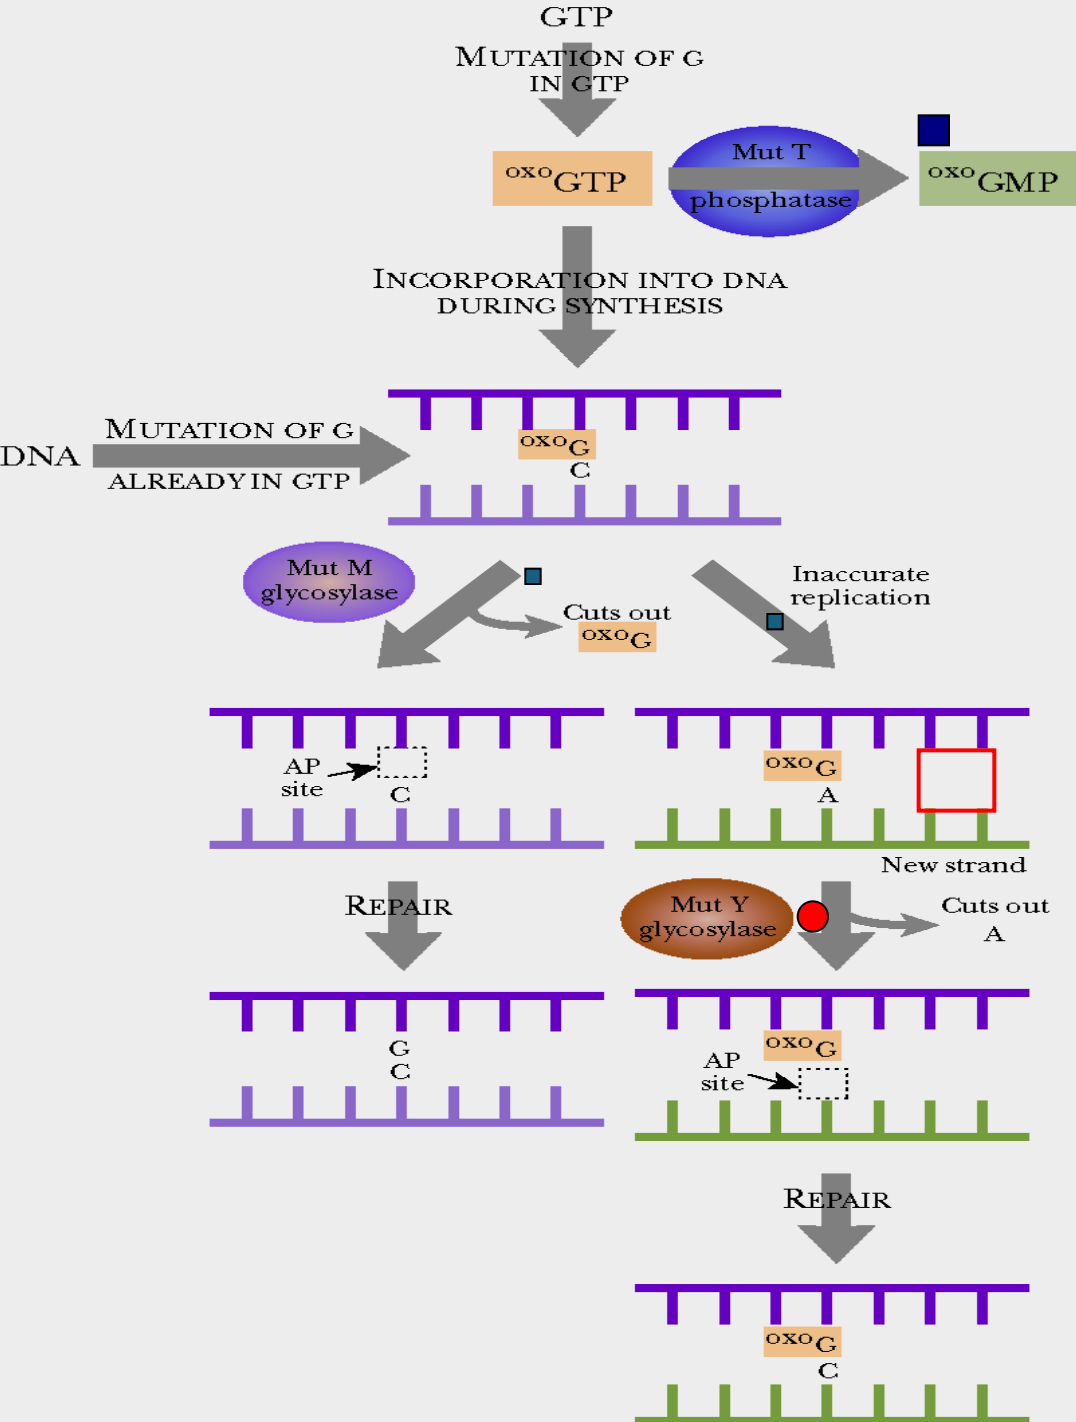 GTP
MUTATION OF G
IN GTP
oxoGTP
Mut T
phosphatase
oxoGMP
INCORPORATION INTO DNA
DURING SYNTHESIS
DNA
MUTATION OF G
ALREADY IN GTP
oxoG
C
Mut M
glycosylase
Cuts out
oxoG
Inaccurate
replication
AP
site
C
oxoG
A
New strand
REPAIR
Mut Y
glycosylase
Cuts out
A
G
C
oxoG
AP
site
REPAIR
oxoG
C